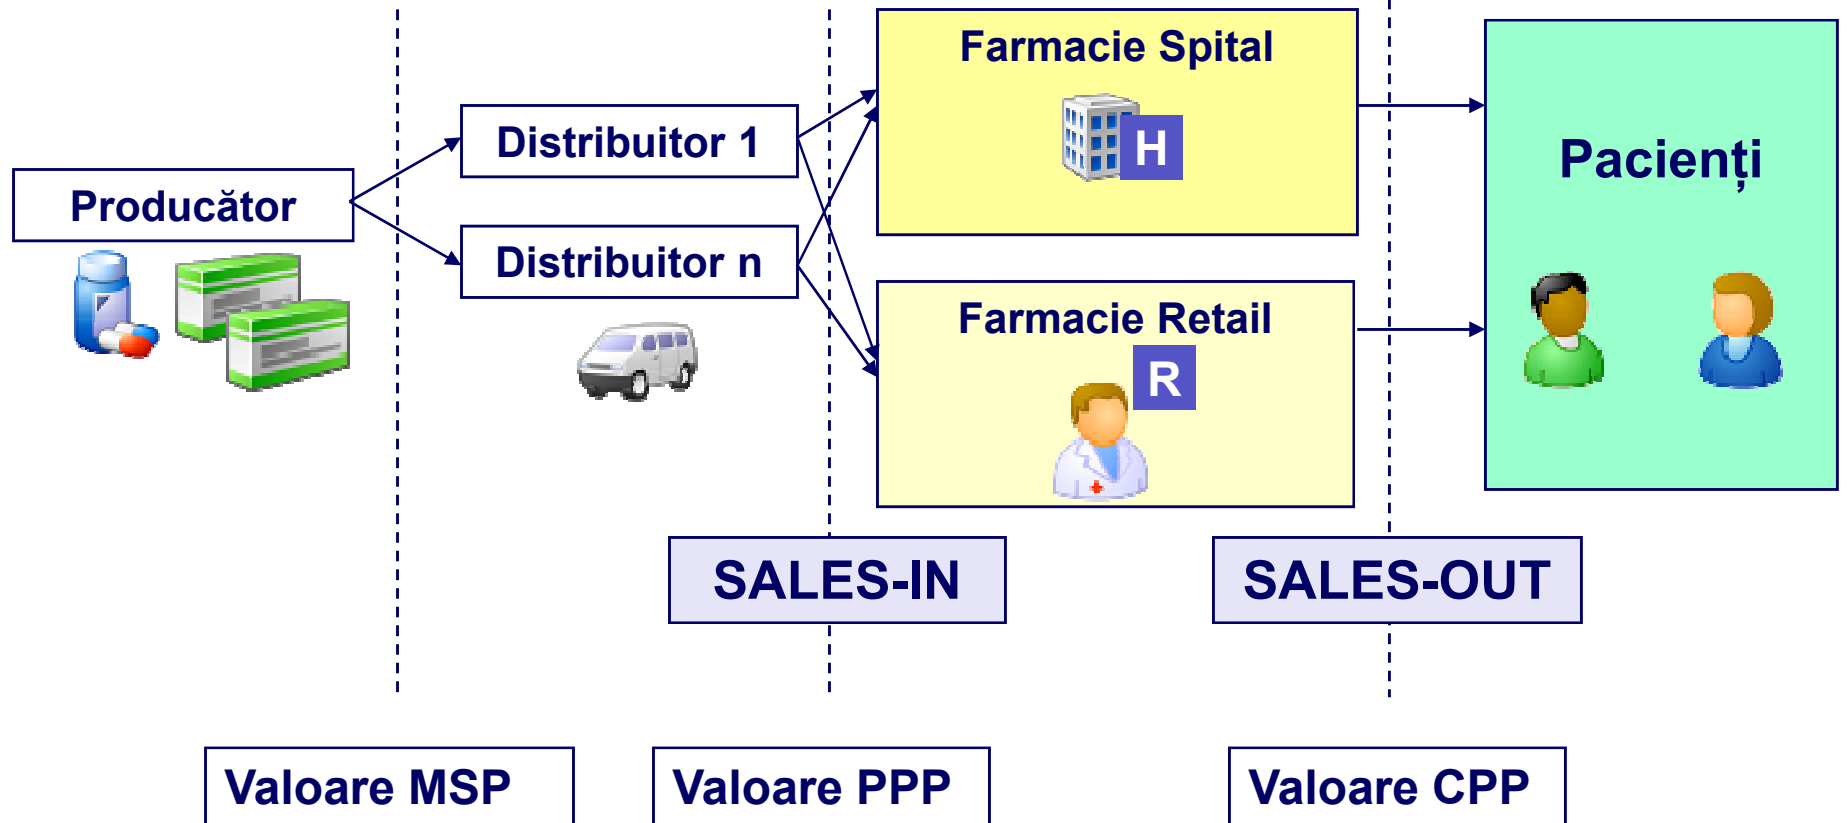 Producător
Distribuitor 1
Distribuitor n
Farmacie Spital
H
Farmacie Retail
R
Pacienți
SALES-IN
SALES-OUT
Valoare MSP
Valoare PPP
Valoare CPP